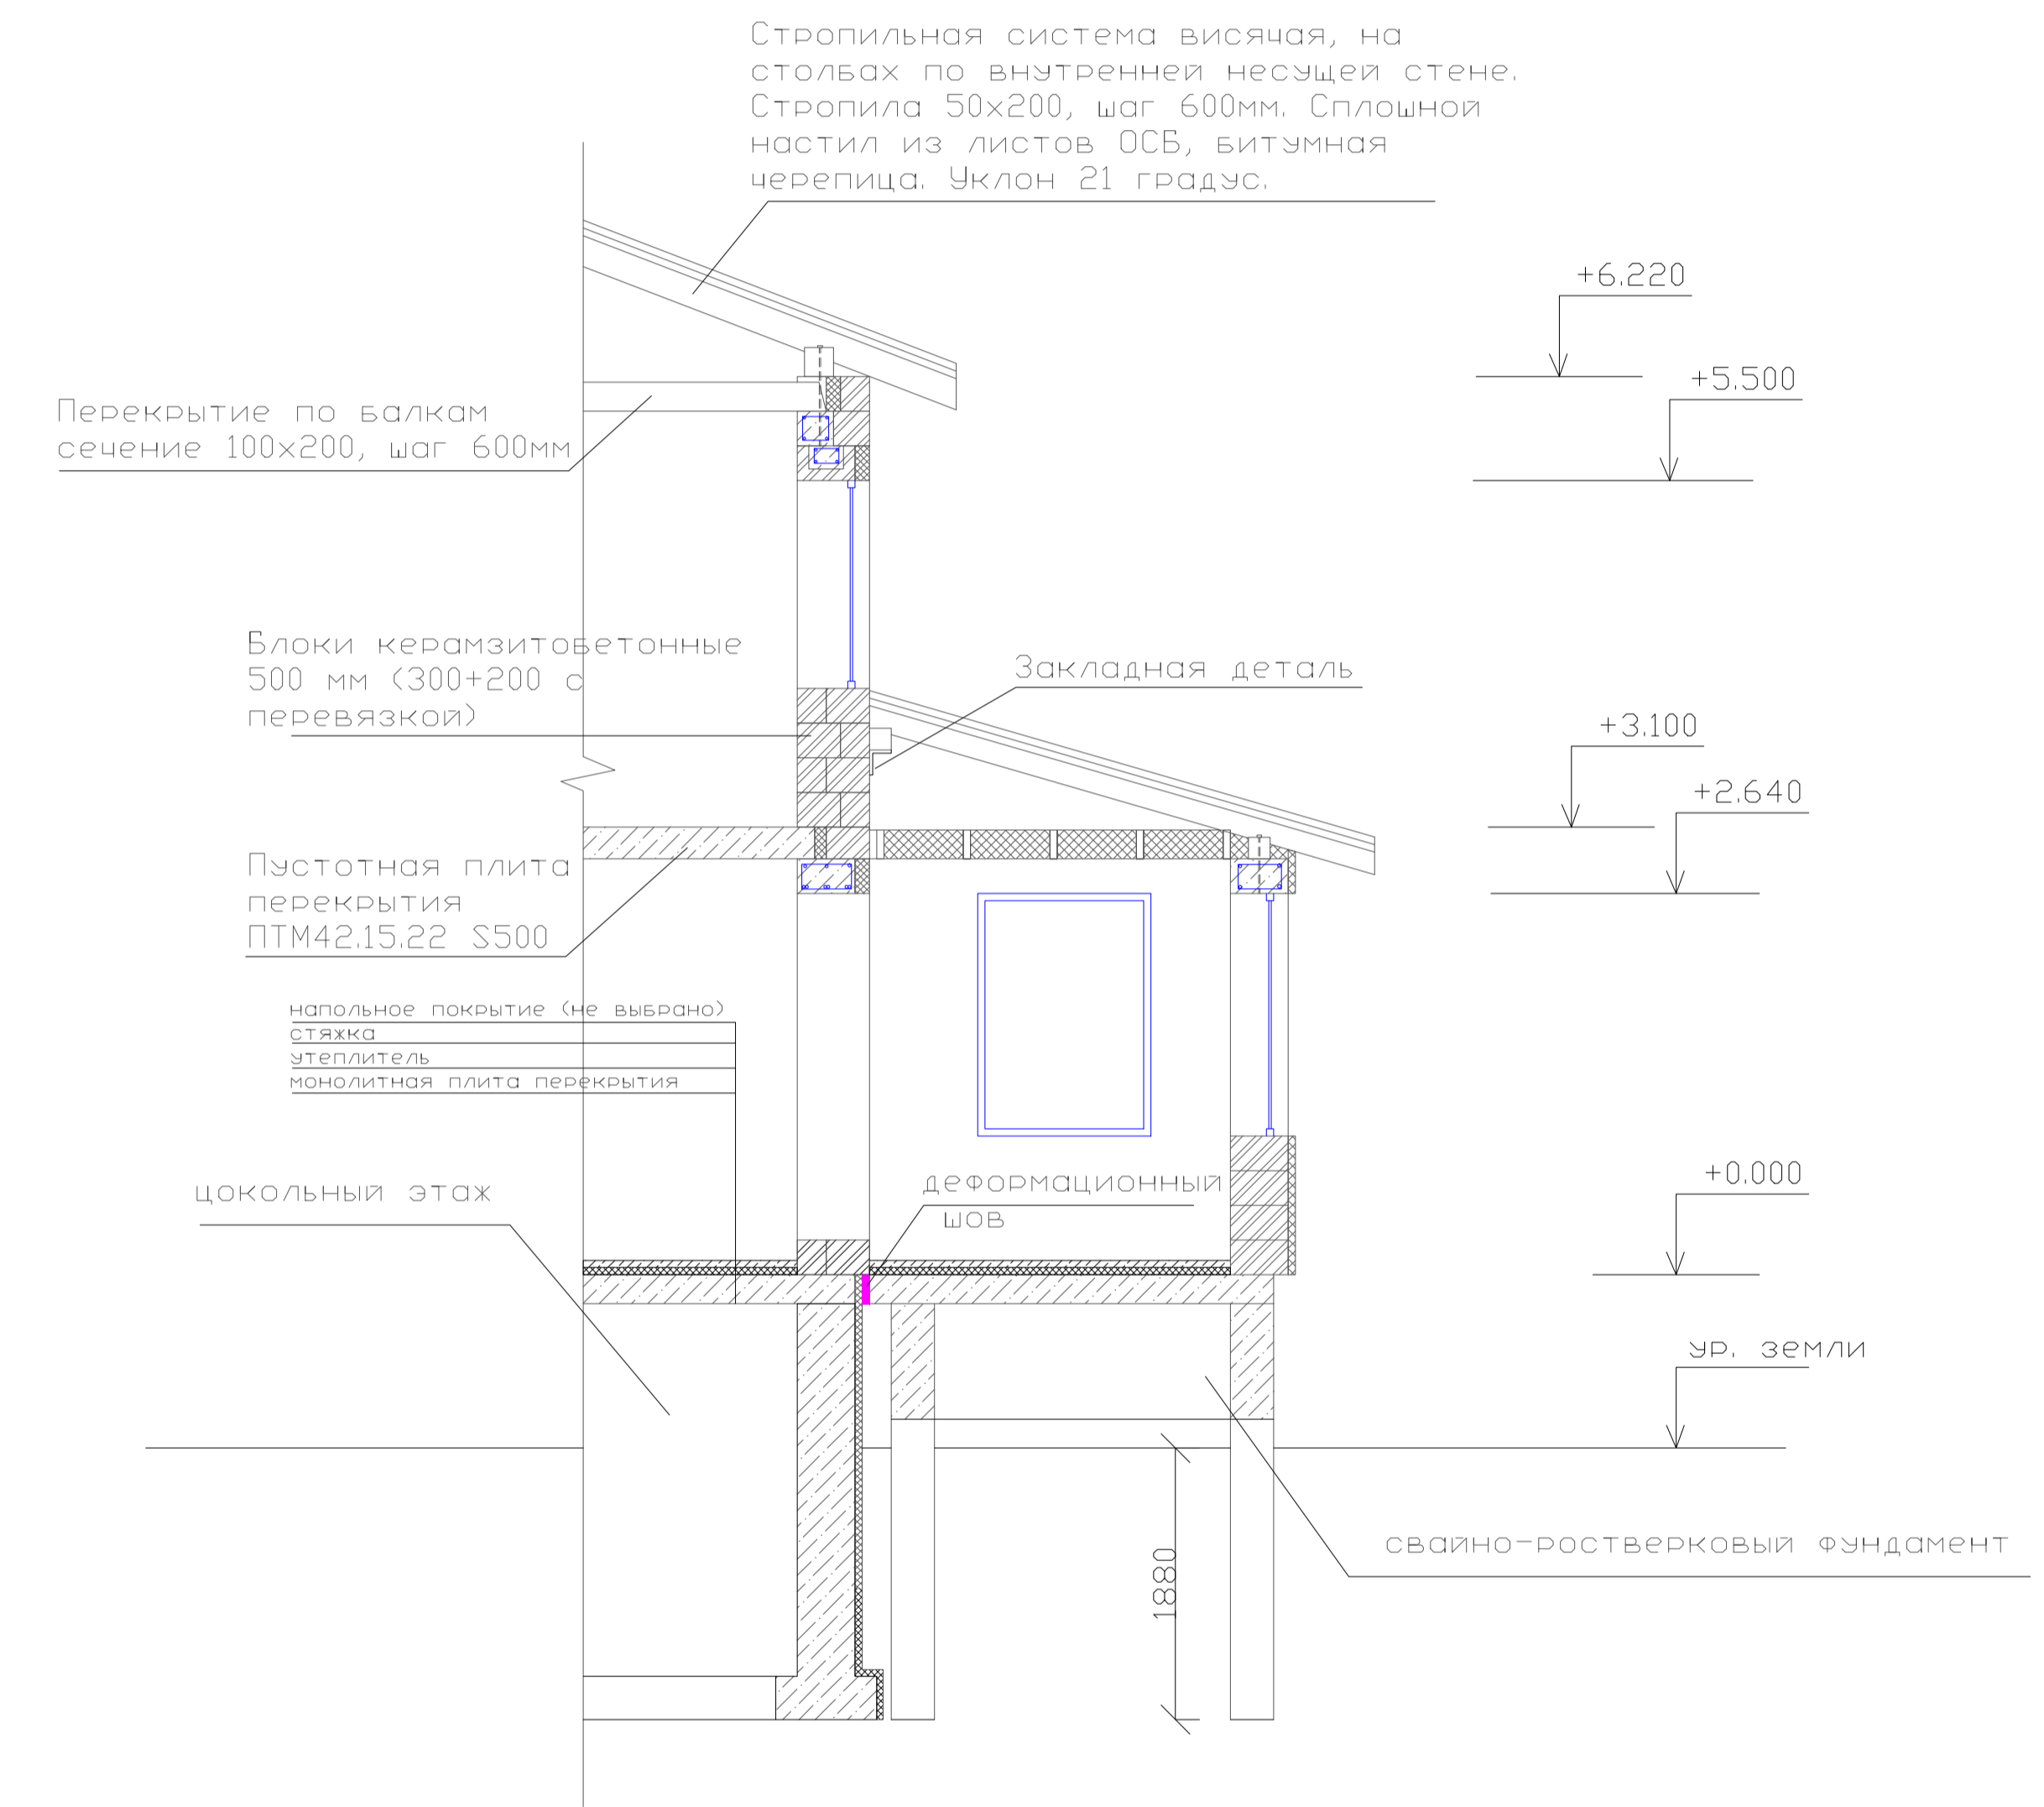 Стропильная система висячая, на
столбах по внутренней несущей стене.
Стропила 50х200, шаг 600мм. Сплошной
настил из листов ОСБ, битумная
черепица. Уклон 21 градус.
+6.220
+5.500
Перекрытие по балкам
сечение 100х200, шаг 600мм
Блоки керамзитобетонные
500 мм (300+200 с
перевязкой)
Закладная деталь
+3.100
+2.640
Пустотная плита
перекрытия
ПТМ42.15.22 S500
напольное покрытие (не выбрано)
стяжка
утеплитель
монолитная плита перекрытия
цокольный этаж
деформационный
шов
+0.000
ур. земли
свайно-ростверковый фундамент
1880